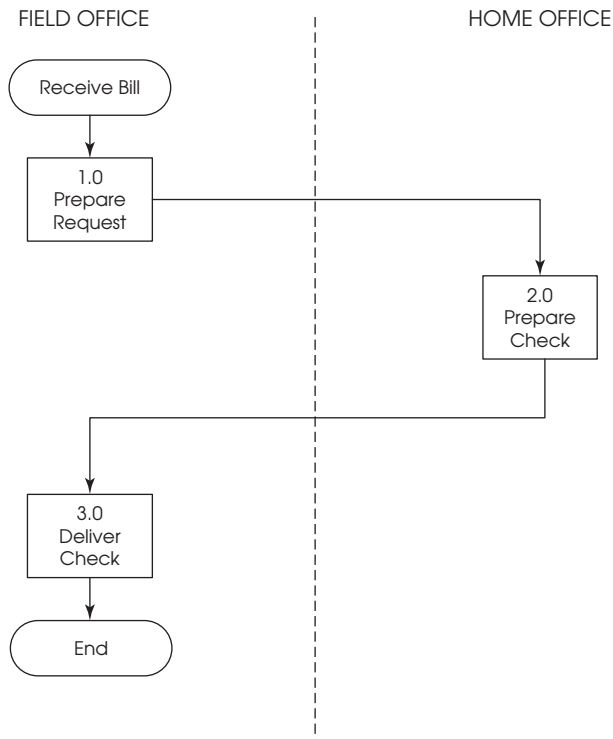 FIELD OFFICE
HOME OFFICE
Receive Bill
1.0
Prepare
Request
2.0
Prepare
Check
3.0
Deliver
Check
End